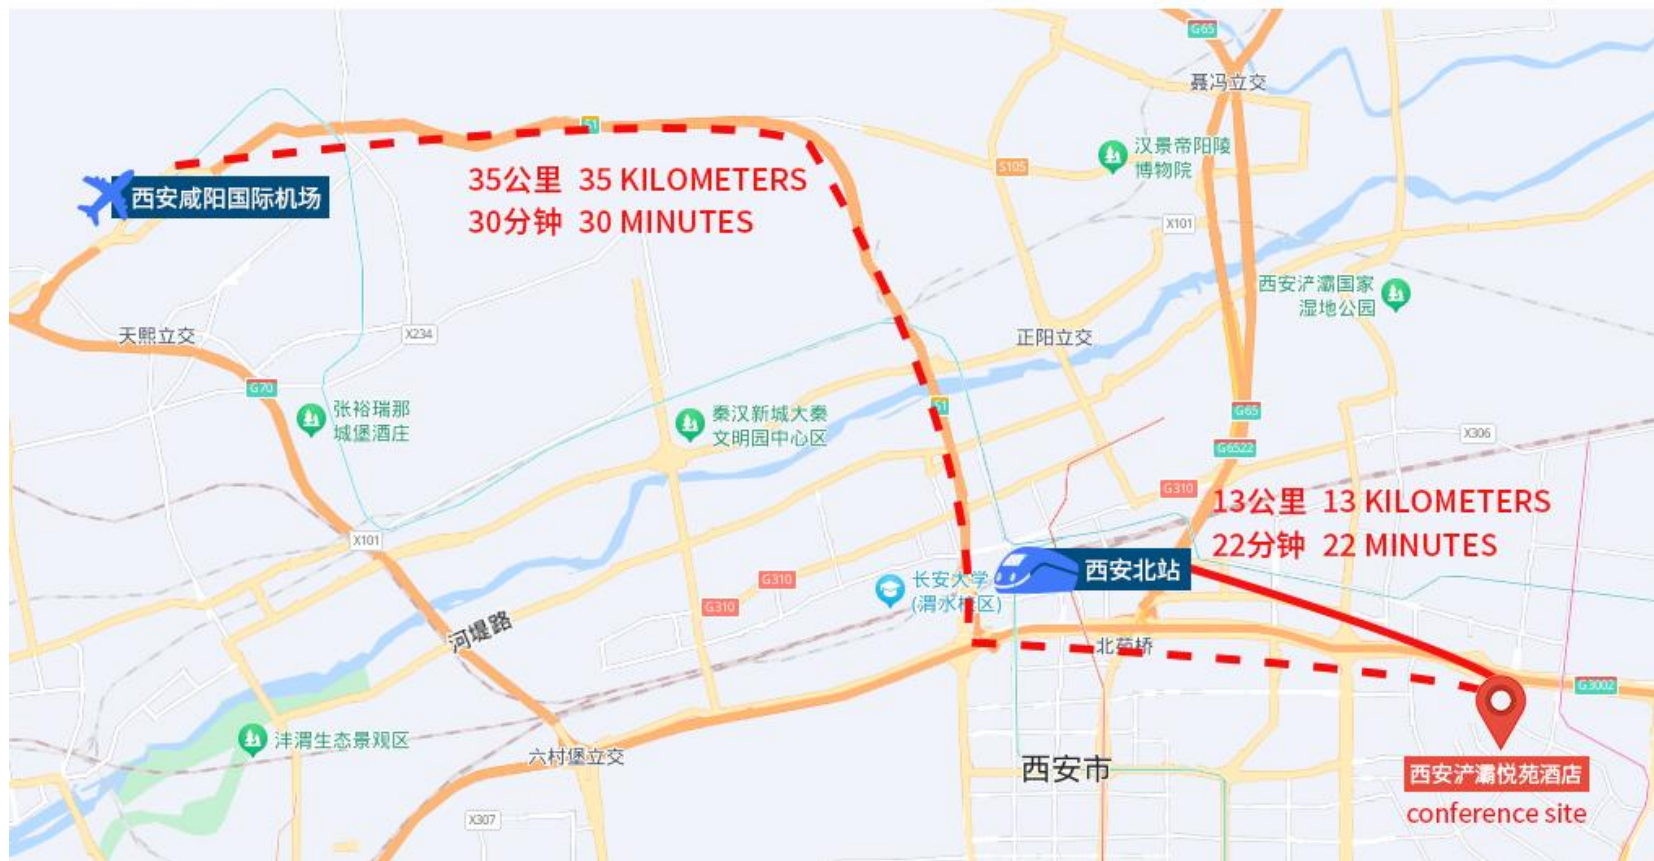 G65
聂冯立交
S1
汉景帝阳陵
博物院
S105
35公里 35 KILOMETERS
30分钟 30 MINUTES
西安咸阳国际机场
X101
西安浐灞国家
湿地公园
天熙立交
X234
正阳立交
G70
张裕瑞那
城堡酒庄
秦汉新城大秦
文明园中心区
S1
G65
G6522
X306
G310
13公里 13 KILOMETERS
22分钟 22 MINUTES
X101
西安北站
长安大学
(渭水校区)
G310
G310
河堤路
北苑桥
G3002
沣渭生态景观区
六村堡立交
西安市
西安浐灞悦苑酒店
conference site
X307